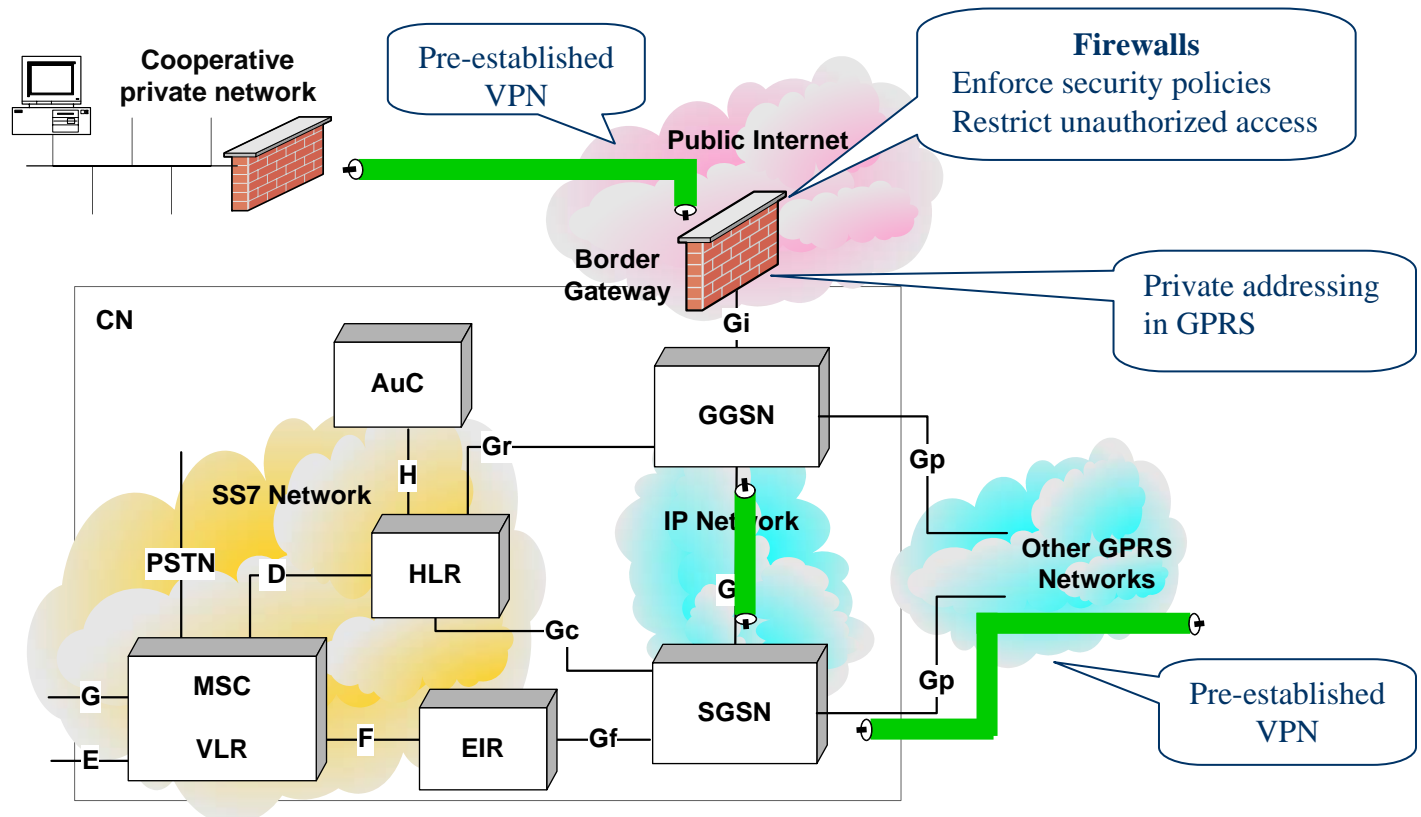 Cooperative
private network
Pre-established
VPN
Firewalls
Enforce security policies
Restrict unauthorized access
Public Internet
Border
Gateway
Private addressing
in GPRS
CN
Gi
AuC
GGSN
Gr
Gp
H
SS7 Network
IP Network
Other GPRS
Networks
PSTN
D
HLR
G
Gc
MSC
VLR
G
E
F
EIR
Gf
SGSN
Gp
Pre-established
VPN